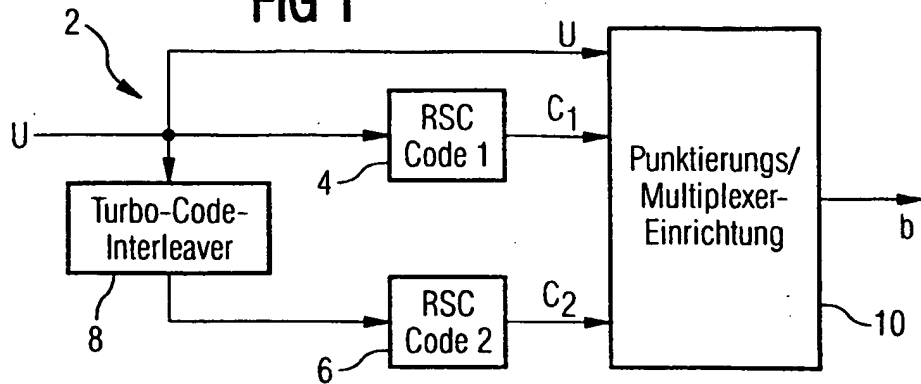 FIG 1
2
U
U
RSC
Code 1
C1
4
Punktierungs/
Multiplexer-
Einrichtung
b
Turbo-Code-
Interleaver
8
RSC
Code 2
C2
6
10